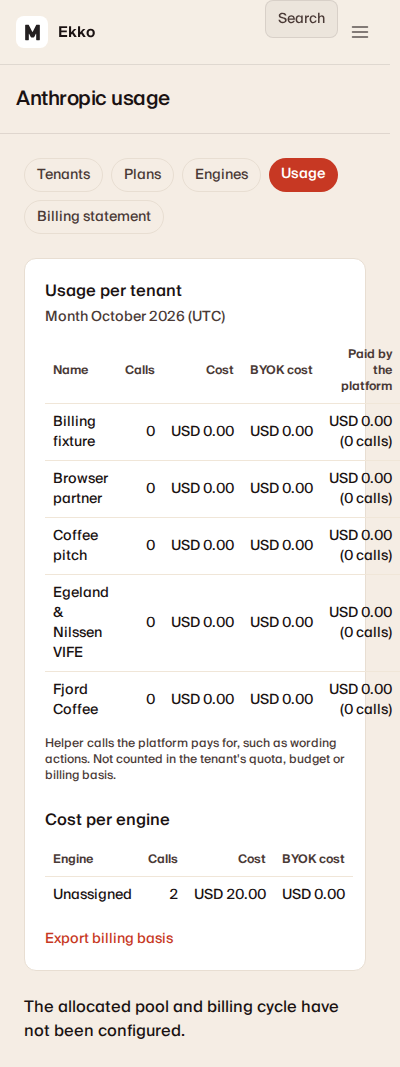 M Ekko
Search
Anthropic usage
Tenants Plans Engines Usage
Billing statement
Usage per tenant
Month October 2026 (UTC)
Name Calls Cost BYOK cost Paid by the platform
Billing fixture 0 USD 0.00 USD 0.00 USD 0.00 (0 calls)
Browser partner 0 USD 0.00 USD 0.00 USD 0.00 (0 calls)
Coffee pitch 0 USD 0.00 USD 0.00 USD 0.00 (0 calls)
Egeland & Nilssen VIFE 0 USD 0.00 USD 0.00 USD 0.00 (0 calls)
Fjord Coffee 0 USD 0.00 USD 0.00 USD 0.00 (0 calls)
Helper calls the platform pays for, such as wording
actions. Not counted in the tenant's quota, budget or
billing basis.
Cost per engine
Engine Calls Cost BYOK cost
Unassigned 2 USD 20.00 USD 0.00
Export billing basis
The allocated pool and billing cycle have
not been configured.